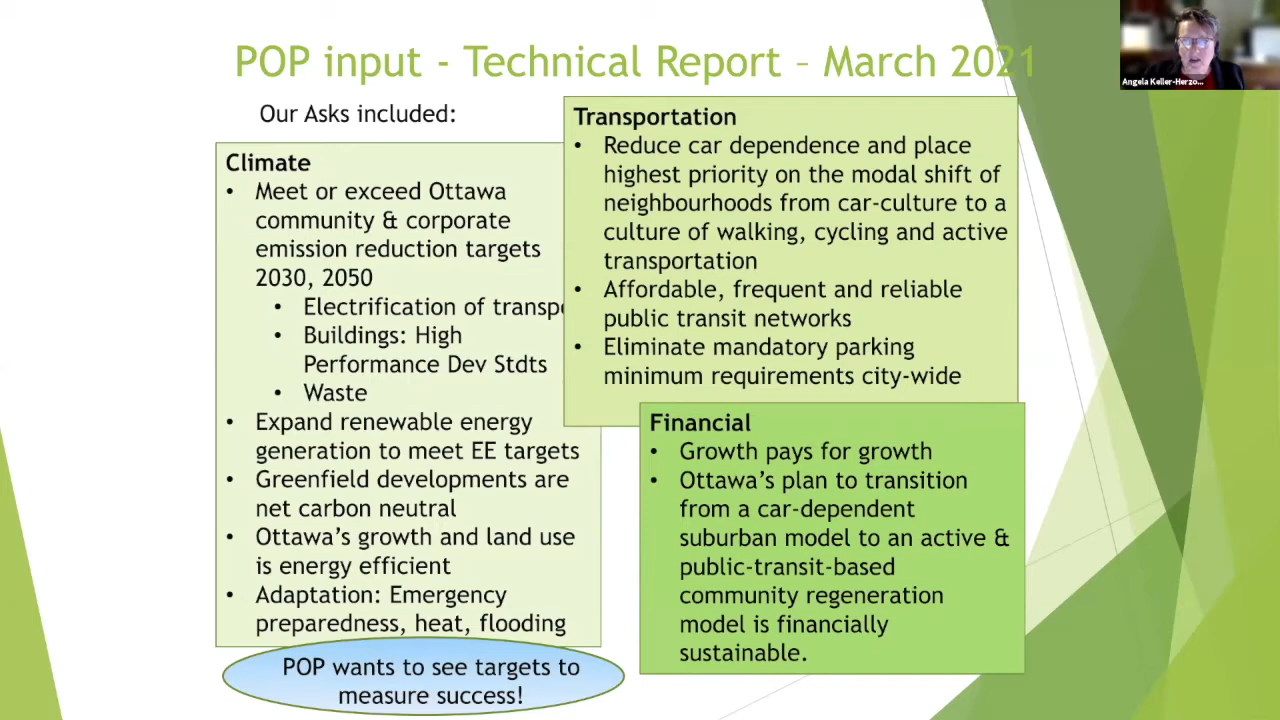 POP input - Technical Report – March 2021
Angela Keller-Herzo...
Our Asks included:
Climate
• Meet or exceed Ottawa
community & corporate
emission reduction targets
2030, 2050
• Electrification of transpo
• Buildings: High
Performance Dev Stdts
• Waste
• Expand renewable energy
generation to meet EE targets
• Greenfield developments are
net carbon neutral
• Ottawa's growth and land use
is energy efficient
• Adaptation: Emergency
preparedness, heat, flooding
POP wants to see targets to
measure success!
Transportation
• Reduce car dependence and place
highest priority on the modal shift of
neighbourhoods from car-culture to a
culture of walking, cycling and active
transportation
• Affordable, frequent and reliable
public transit networks
• Eliminate mandatory parking
minimum requirements city-wide
Financial
• Growth pays for growth
• Ottawa's plan to transition
from a car-dependent
suburban model to an active &
public-transit-based
community regeneration
model is financially
sustainable.